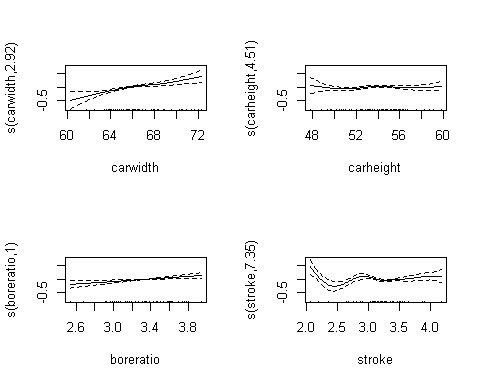 s(carwidth,2.92)
-0.5
60 64 68 72
carwidth
s(carheight,4.51)
-0.5
48 52 56 60
carheight
s(boreratio,1)
-0.5
2.6 3.0 3.4 3.8
boreratio
s(stroke,7.35)
-0.5
2.0 2.5 3.0 3.5 4.0
stroke